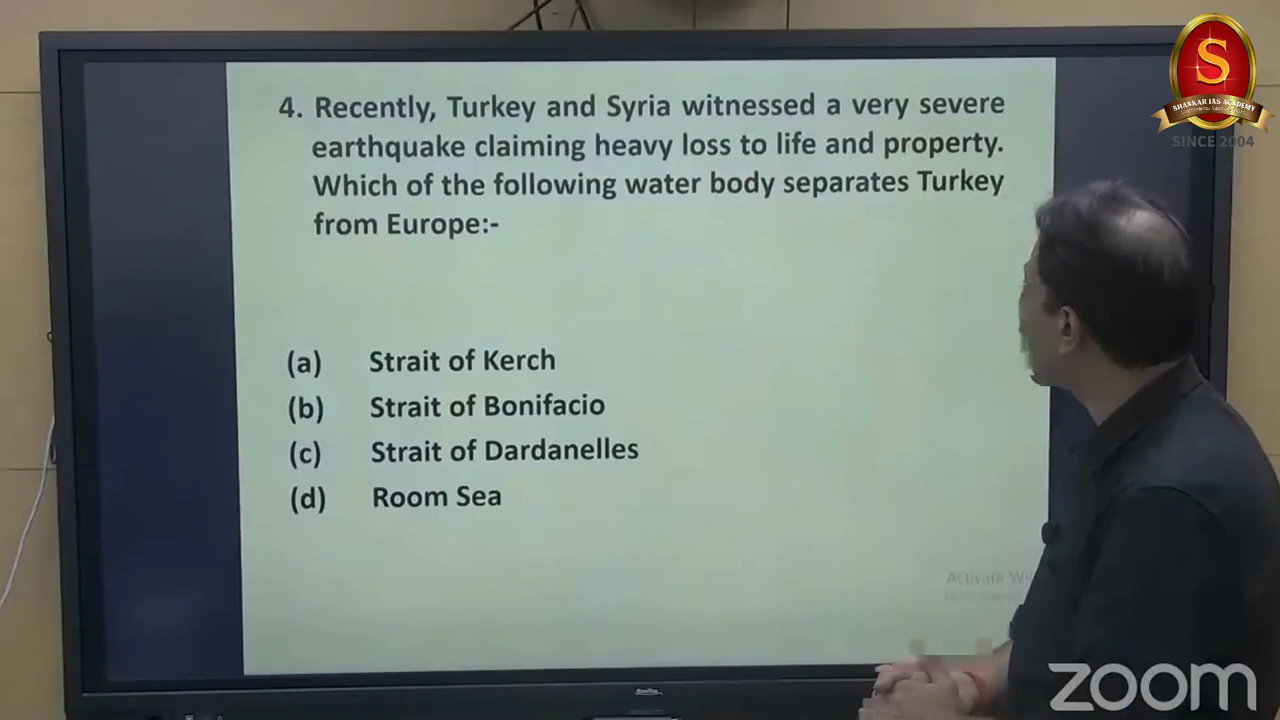 S
SHANKAR IAS ACADEMY
SINCE 2004
4. Recently, Turkey and Syria witnessed a very severe
earthquake claiming heavy loss to life and property.
Which of the following water body separates Turkey
from Europe:-
(a) Strait of Kerch
(b) Strait of Bonifacio
(c) Strait of Dardanelles
(d) Room Sea
Activate Wi
zoom